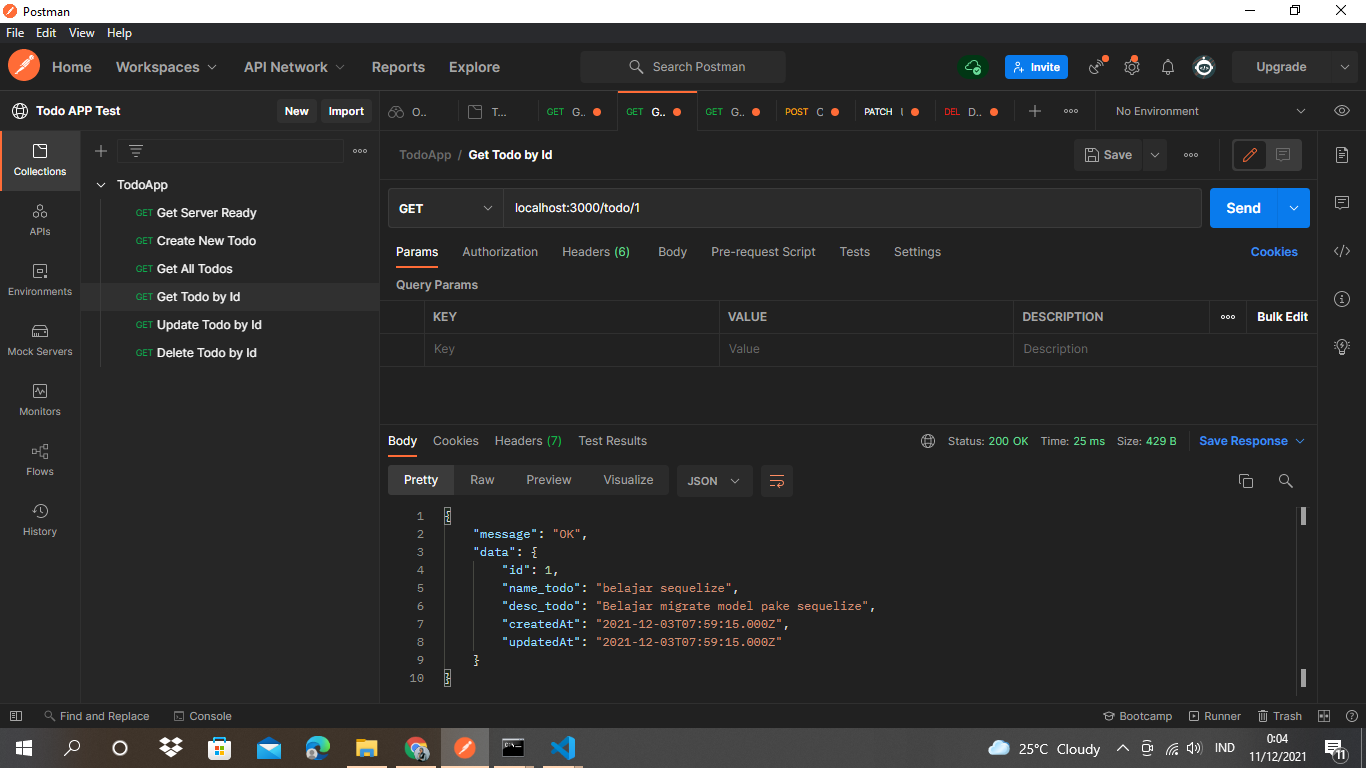 Postman
File Edit View Help
Home Workspaces API Network Reports Explore Search Postman Invite Upgrade
Todo APP Test New Import O.. T... GET G.. GET G.. GET G.. POST C PATCH DEL D.. No Environment
TodoApp / Get Todo by Id Save
Collections
APIs
Environments
Mock Servers
Monitors
Flows
History
TodoApp
GET Get Server Ready
GET Create New Todo
GET Get All Todos
GET Get Todo by Id
GET Update Todo by Id
GET Delete Todo by Id
GET localhost:3000/todo/1 Send
Params Authorization Headers (6) Body Pre-request Script Tests Settings Cookies
Query Params
KEY VALUE DESCRIPTION Bulk Edit
Key Value Description
Body Cookies Headers (7) Test Results Status: 200 OK Time: 25 ms Size: 429 B Save Response
Pretty Raw Preview Visualize JSON
1 {
2 "message": "OK",
3 "data": {
4 "id": 1,
5 "name_todo": "belajar sequelize",
6 "desc_todo": "Belajar migrate model pake sequelize",
7 "createdAt": "2021-12-03T07:59:15.000Z",
8 "updatedAt": "2021-12-03T07:59:15.000Z"
9 }
10 }
Find and Replace Console Bootcamp Runner Trash
25°C Cloudy IND 0:04
11/12/2021
11